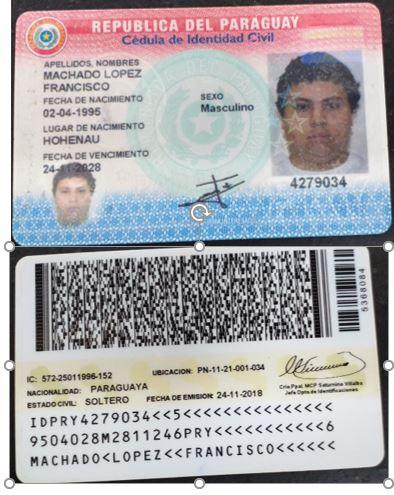 REPUBLICA DEL PARAGUAY
Cédula de Identidad Civil
APELLIDOS, NOMBRES
MACHADO LOPEZ
FRANCISCO
FECHA DE NACIMIENTO
02-04-1995
SEXO
Masculino
LUGAR DE NACIMIENTO
HOHENAU
FECHA DE VENCIMIENTO
24-11-2028
4279034
5368084
IC: 572-25011996-152
UBICACION: PN-11-21-001-034
NACIONALIDAD: PARAGUAYA
ESTADO CIVIL: SOLTERO
FECHA DE EMISION: 24-11-2018
Crio Ppal. MCP Saturnino Villalba
Jefe Dpto. de Identificaciones
IDPRY4279034<<5<<<<<<<<<<<<<<<
9504028M2811246PRY<<<<<<<<<<<6
MACHADO<LOPEZ<<FRANCISCO<<<<<<